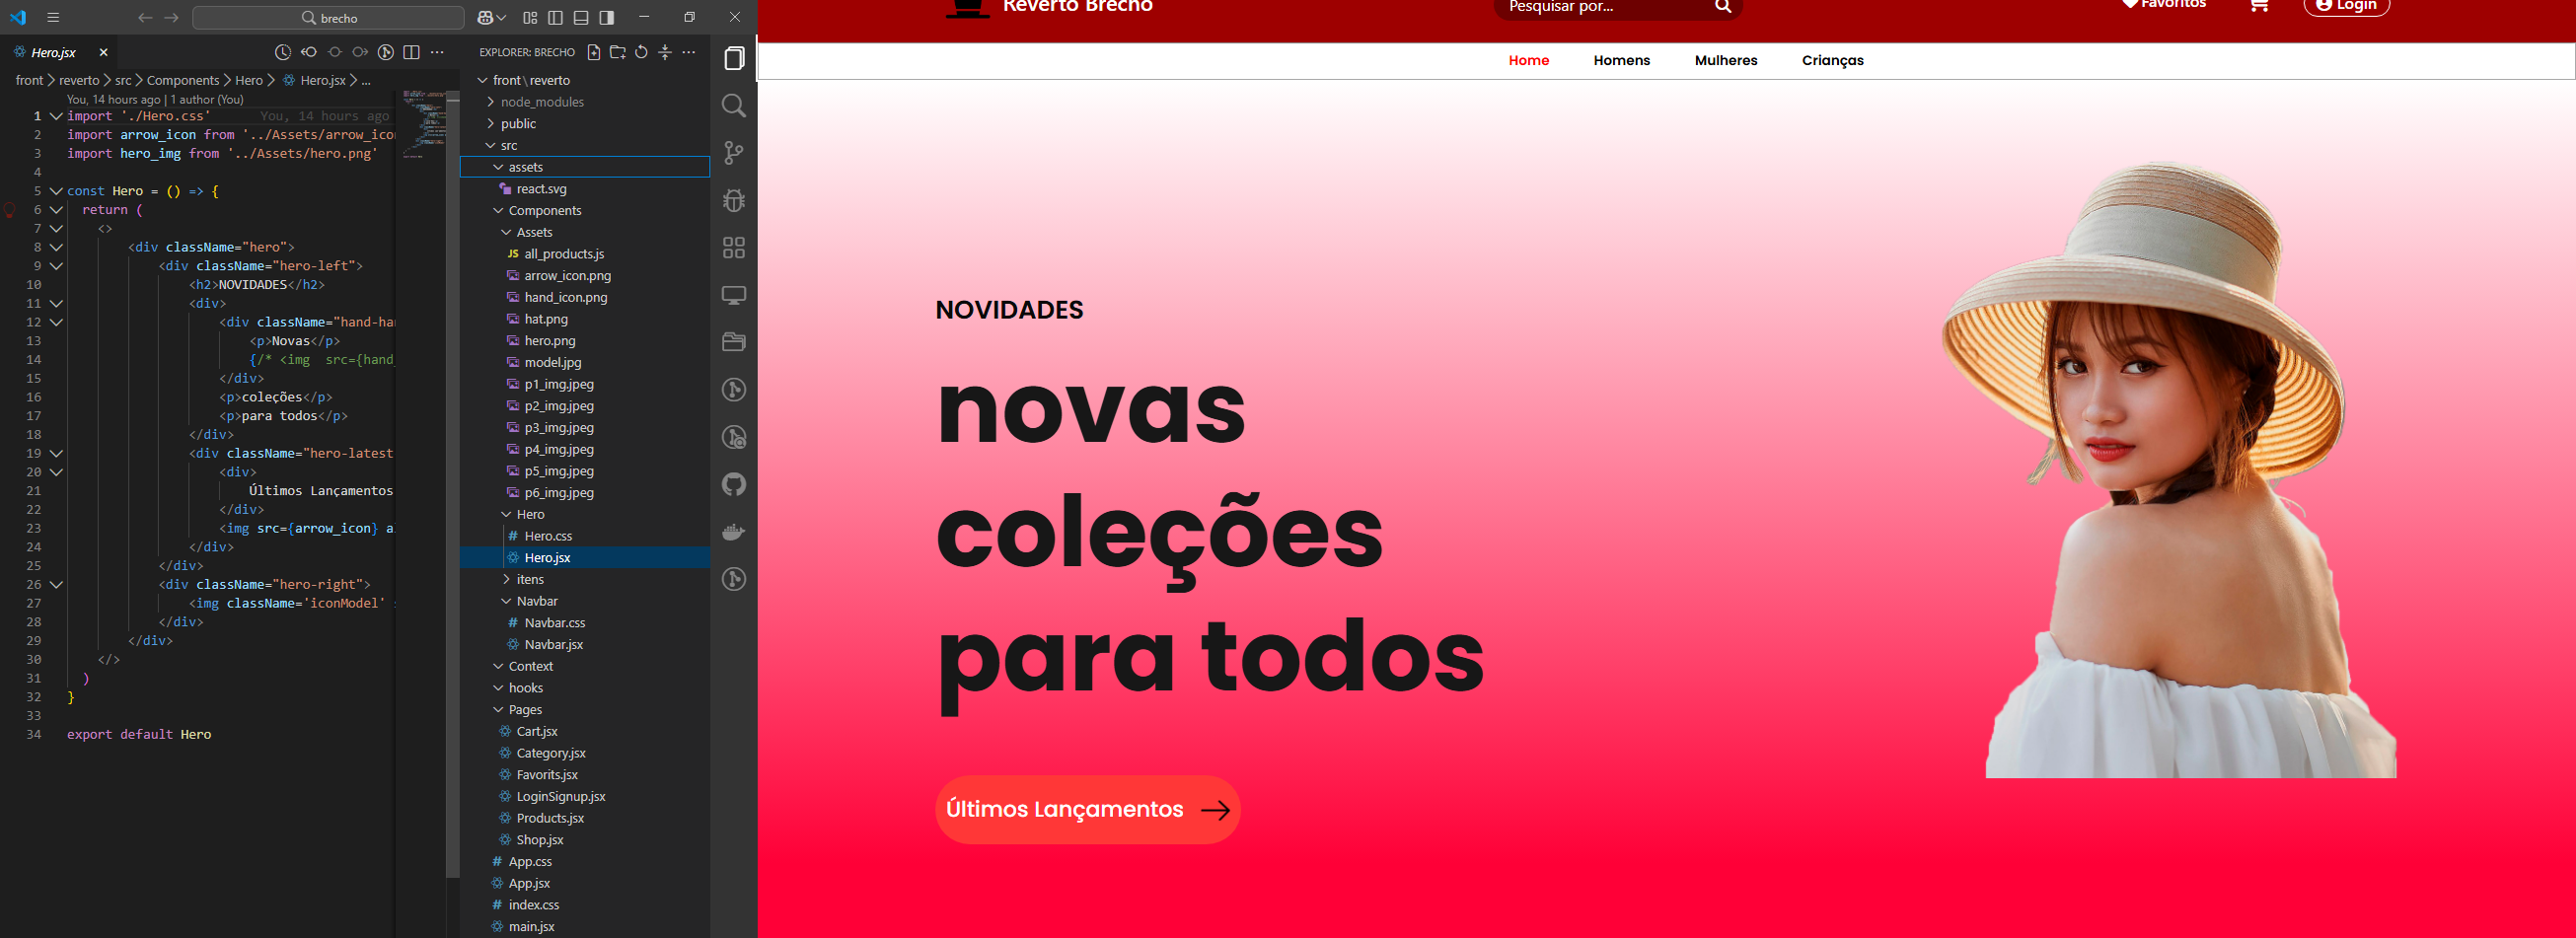 brecho
Hero.jsx
front > reverto > src > Components > Hero > Hero.jsx > ...
You, 14 hours ago | 1 author (You)
1 import './Hero.css' You, 14 hours ago
2 import arrow_icon from '../Assets/arrow_icon
3 import hero_img from '../Assets/hero.png'
4
5 const Hero = () => {
6 return (
7 <>
8 <div className="hero">
9 <div className="hero-left">
10 <h2>NOVIDADES</h2>
11 <div>
12 <div className="hand-ha
13 <p>Novas</p>
14 {/* <img src={hand_
15 </div>
16 <p>coleções</p>
17 <p>para todos</p>
18 </div>
19 <div className="hero-latest
20 <div>
21 Últimos Lançamentos
22 </div>
23 <img src={arrow_icon} a
24 </div>
25 </div>
26 <div className="hero-right">
27 <img className='iconModel'
28 </div>
29 </div>
30 </>
31 )
32 }
33
34 export default Hero
EXPLORER: BRECHO
front\reverto
node_modules
public
src
assets
react.svg
Components
Assets
JS all_products.js
arrow_icon.png
hand_icon.png
hat.png
hero.png
model.jpg
p1_img.jpeg
p2_img.jpeg
p3_img.jpeg
p4_img.jpeg
p5_img.jpeg
p6_img.jpeg
Hero
# Hero.css
Hero.jsx
itens
Navbar
# Navbar.css
Navbar.jsx
Context
hooks
Pages
Cart.jsx
Category.jsx
Favorits.jsx
LoginSignup.jsx
Products.jsx
Shop.jsx
# App.css
App.jsx
# index.css
main.jsx
Reverto Brecho
Pesquisar por...
Favoritos
Login
Home Homens Mulheres Crianças
NOVIDADES
novas
coleções
para todos
Últimos Lançamentos